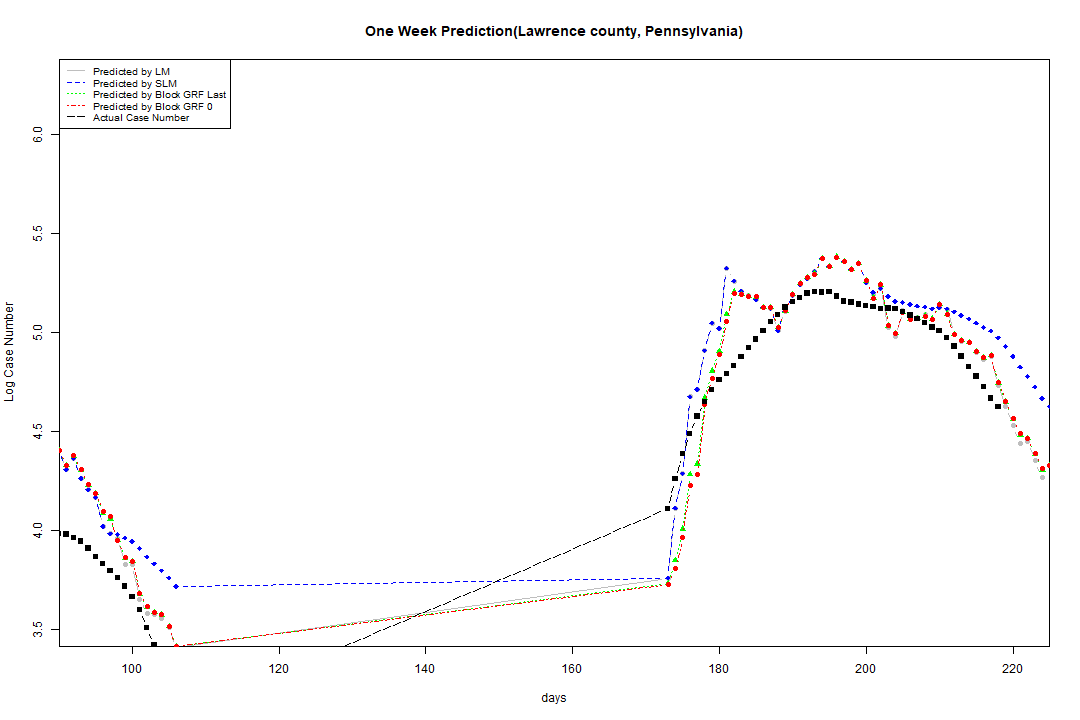 One Week Prediction(Lawrence county, Pennsylvania)
Predicted by LM
Predicted by SLM
Predicted by Block GRF Last
Predicted by Block GRF 0
Actual Case Number
Log Case Number
6.0
5.5
5.0
4.5
4.0
3.5
100 120 140 160 180 200 220
days